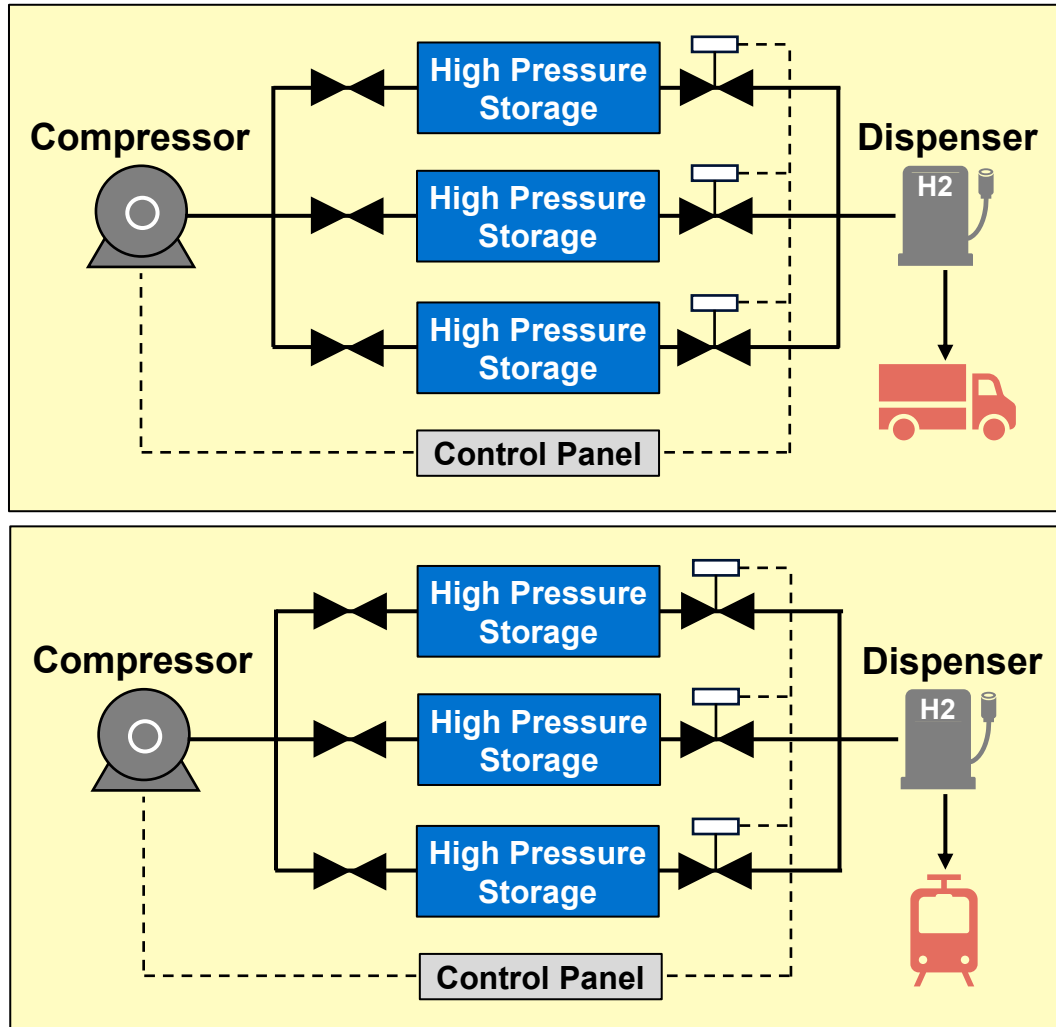 High Pressure
Storage
Compressor
Dispenser
H2
High Pressure
Storage
High Pressure
Storage
Control Panel
High Pressure
Storage
Compressor
Dispenser
H2
High Pressure
Storage
High Pressure
Storage
Control Panel